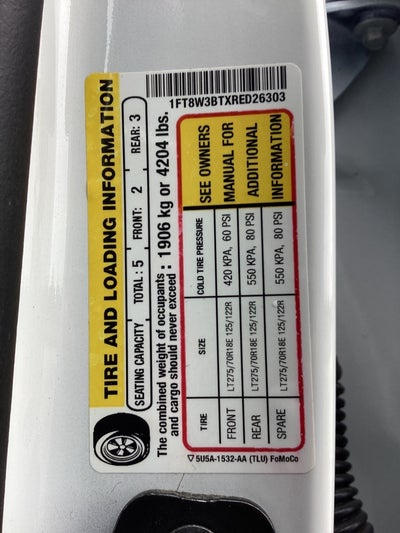 TIRE AND LOADING INFORMATION
SEATING CAPACITY TOTAL : 5 FRONT: 2 REAR: 3
The combined weight of occupants : 1906 kg or 4204 lbs.
and cargo should never exceed
TIRE SIZE COLD TIRE PRESSURE
FRONT LT275/70R18E 125/122R 420 KPA, 60 PSI
REAR LT275/70R18E 125/122R 550 KPA, 80 PSI
SPARE LT275/70R18E 125/122R 550 KPA, 80 PSI
SEE OWNERS
MANUAL FOR
ADDITIONAL
INFORMATION
5U5A-1532-AA (TLU) FoMoCo
1FT8W3BTXRED26303